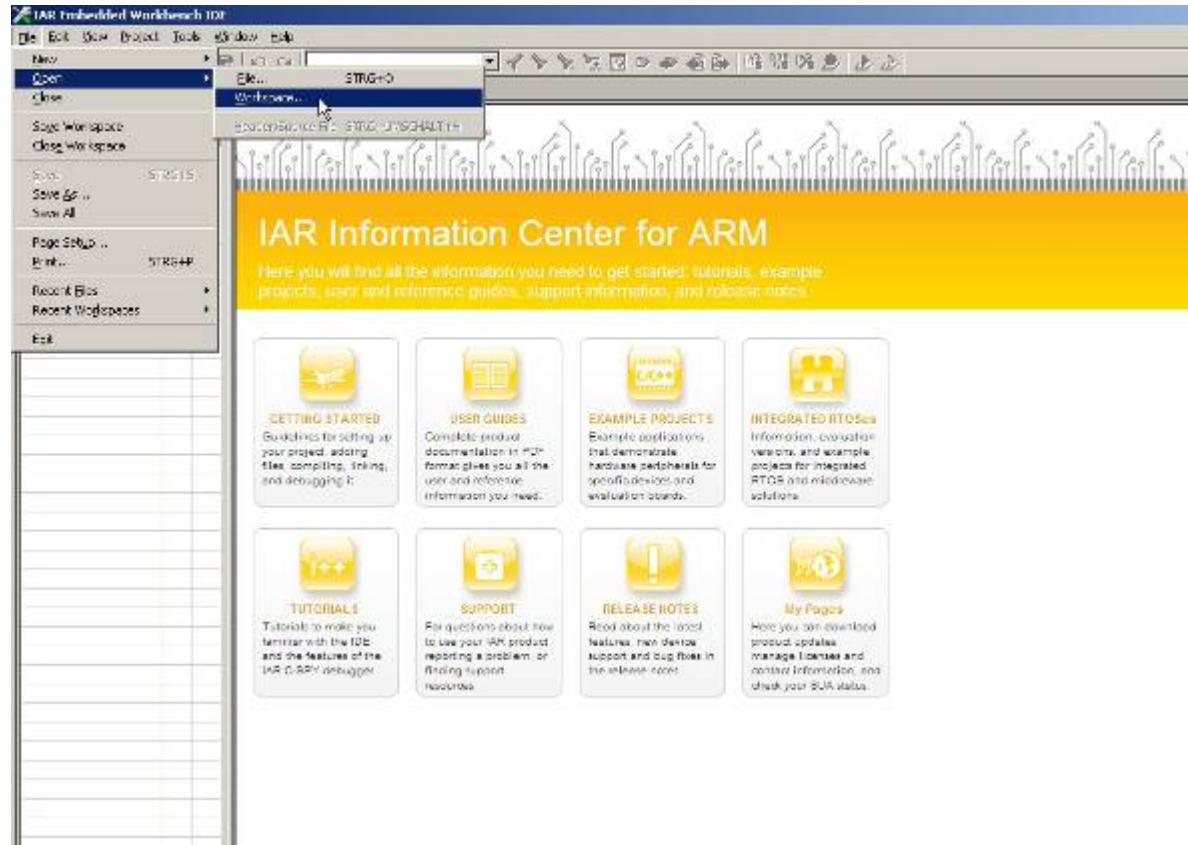 IAR Embedded Workbench IDE
File Edit View Project Tools Window Help
New
Open
Close
Save Workspace
Close Workspace
Save STRG+S
Save As...
Save All
Page Setup...
Print... STRG+P
Recent Files
Recent Workspaces
Exit
File... STRG+O
Workspace...
Header/Source File STRG+UMSCHALT+H
IAR Information Center for ARM
Here you will find all the information you need to get started: tutorials, example
projects, user and reference guides, support information, and release notes.
GETTING STARTED
Guidelines for setting up
your project, adding
files, compiling, linking,
and debugging it.
USER GUIDES
Complete product
documentation in PDF
format gives you all the
user and reference
information you need.
EXAMPLE PROJECTS
C/C++
Example applications
that demonstrate
hardware peripherals for
specific devices and
evaluation boards.
INTEGRATED RTOSes
Information, evaluation
versions, and example
projects for integrated
RTOS and middleware
solutions.
TUTORIALS
Tutorials to make you
familiar with the IDE
and the features of the
IAR C-SPY debugger.
SUPPORT
For questions about how
to use your IAR product
reporting a problem, or
finding support
resources
RELEASE NOTES
Read about the latest
features, new device
support and bug fixes in
the release notes.
My Pages
Here you can download
product updates
manage licenses and
contact information, and
check your SUA status.